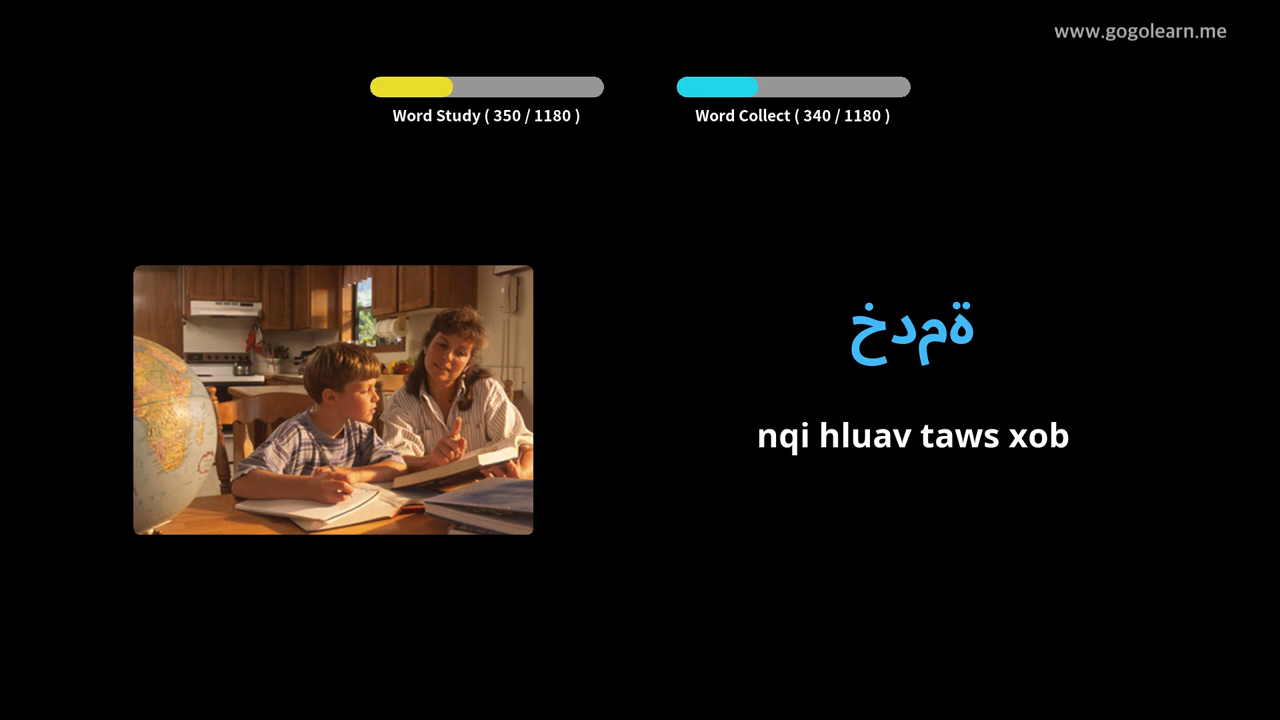 www.gogolearn.me
Word Study ( 350 / 1180 )
Word Collect ( 340 / 1180 )
خدمة
nqi hluav taws xob